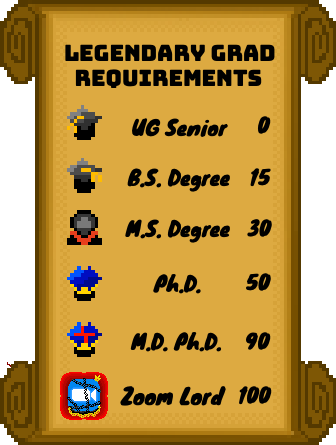 LEGENDARY GRAD
REQUIREMENTS
UG Senior 0
B.S. Degree 15
M.S. Degree 30
Ph.D. 50
M.D. Ph.D. 90
Zoom Lord 100